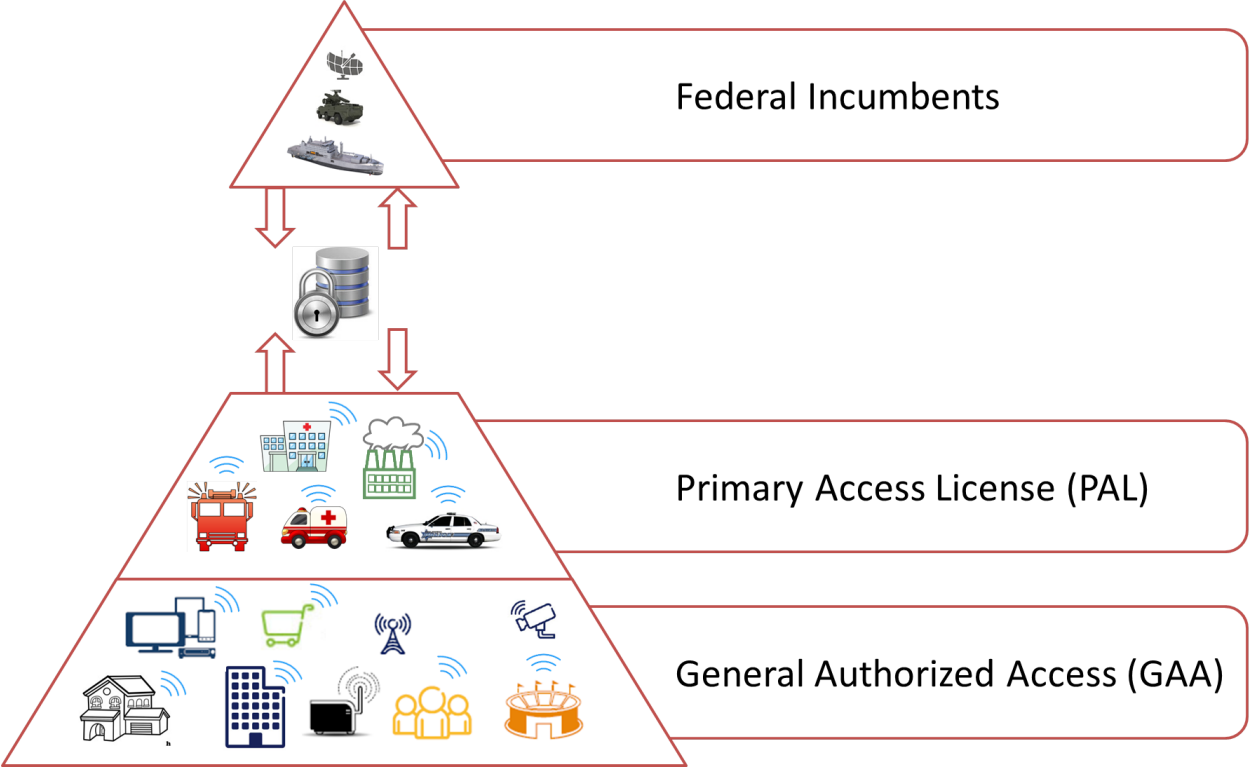 Federal Incumbents
Primary Access License (PAL)
General Authorized Access (GAA)
h